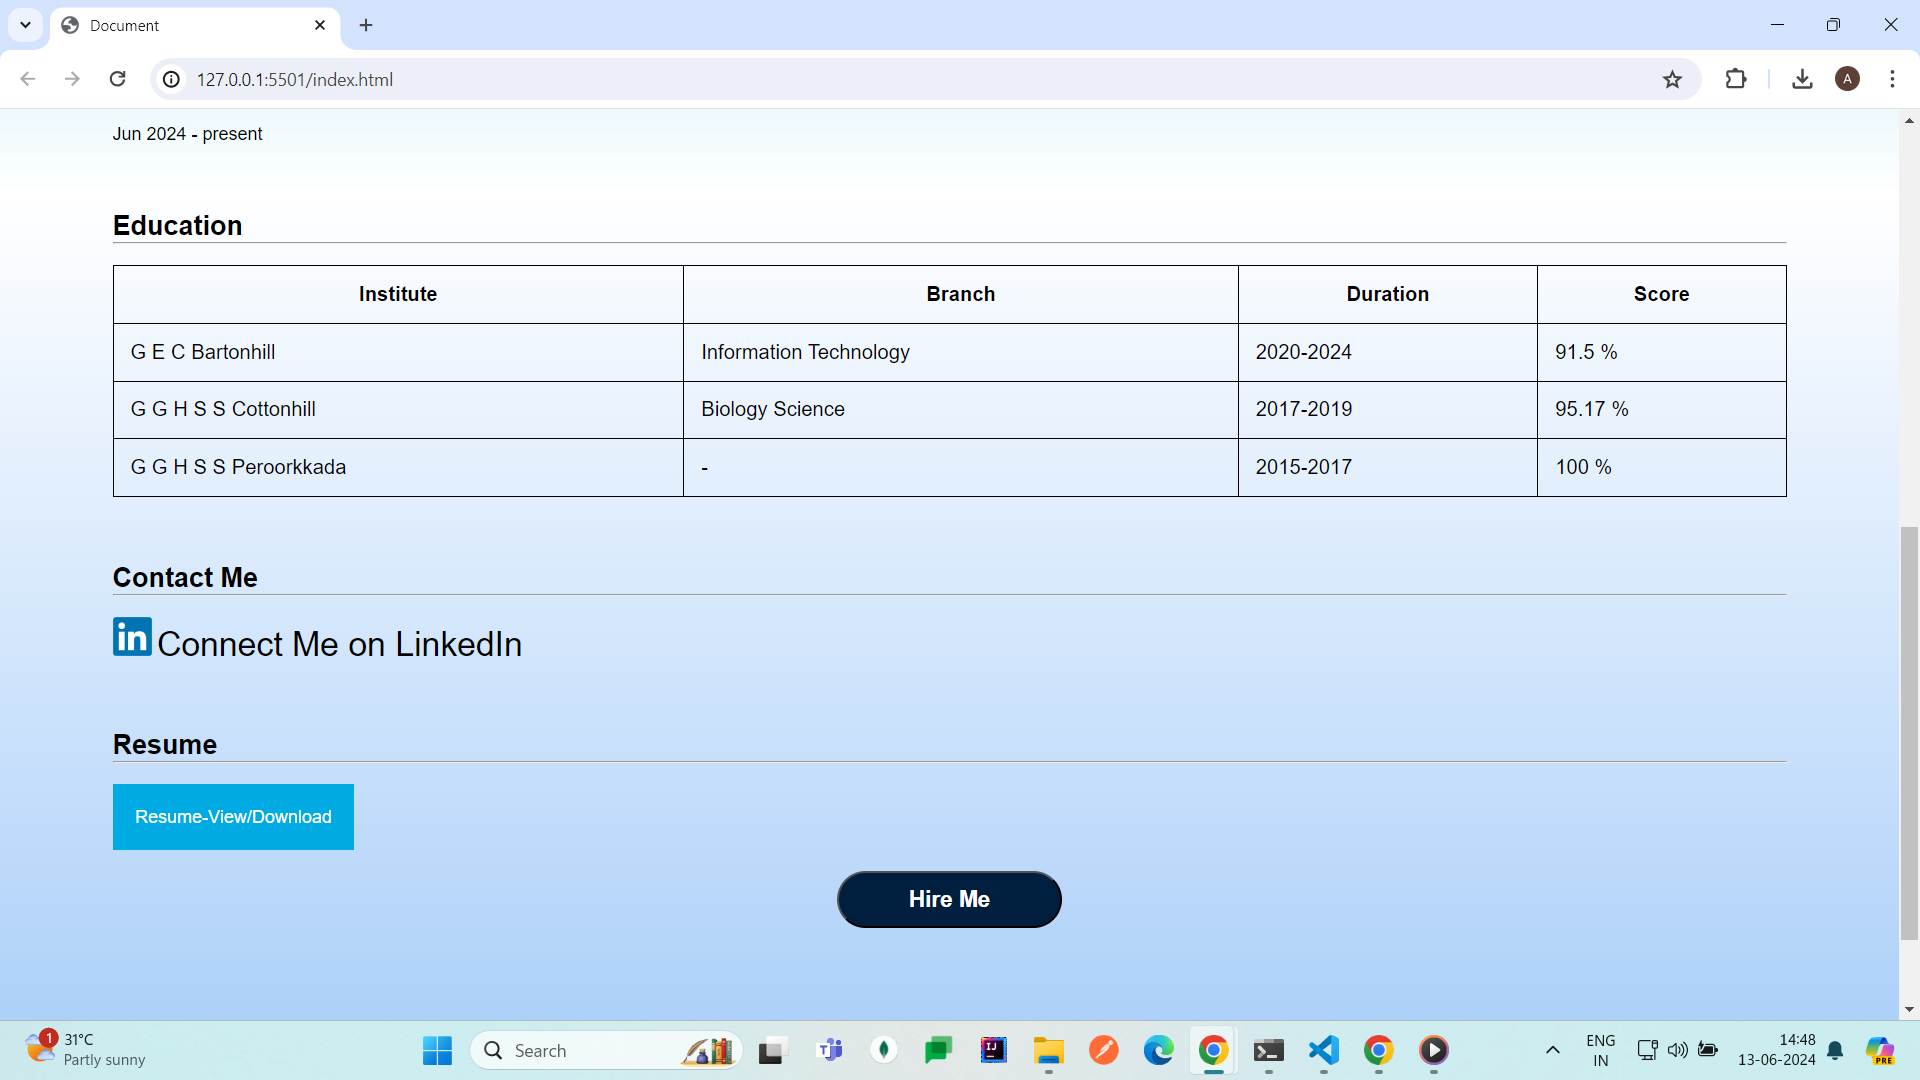 Document
127.0.0.1:5501/index.html
A
Jun 2024 - present
Education
Institute Branch Duration Score
G E C Bartonhill Information Technology 2020-2024 91.5 %
G G H S S Cottonhill Biology Science 2017-2019 95.17 %
G G H S S Peroorkkada - 2015-2017 100 %
Contact Me
in Connect Me on LinkedIn
Resume
Resume-View/Download
Hire Me
1
31°C
Partly sunny
Search
IJ
ENG
IN
14:48
13-06-2024
PRE